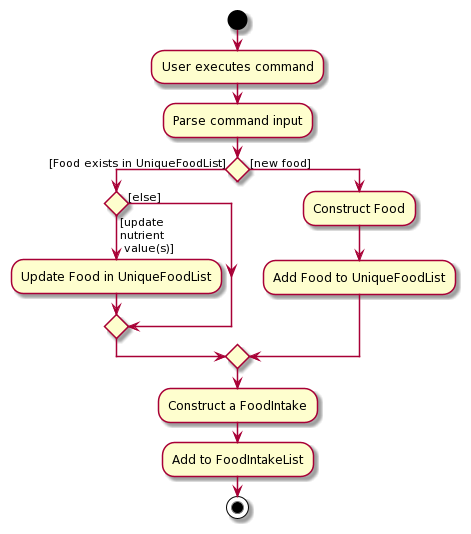 User executes command
Parse command input
[Food exists in UniqueFoodList]
[new food]
[else]
Construct Food
[update
nutrient
value(s)]
Update Food in UniqueFoodList
Add Food to UniqueFoodList
Construct a FoodIntake
Add to FoodIntakeList